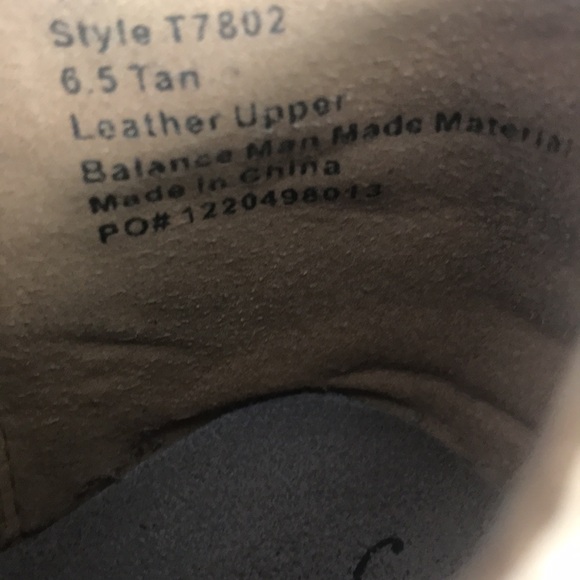 Style T7802
6.5 Tan
Leather Upper
Balance Man Made Material
Made in China
PO# 1220498013